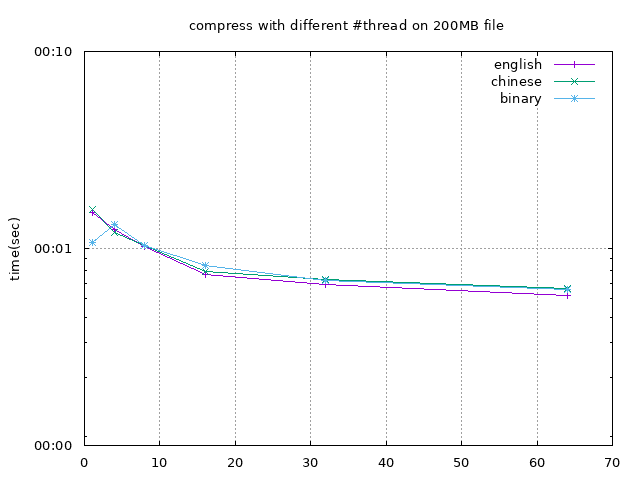 compress with different #thread on 200MB file
00:10
english
chinese
binary
time(sec)
00:01
00:00
0 10 20 30 40 50 60 70